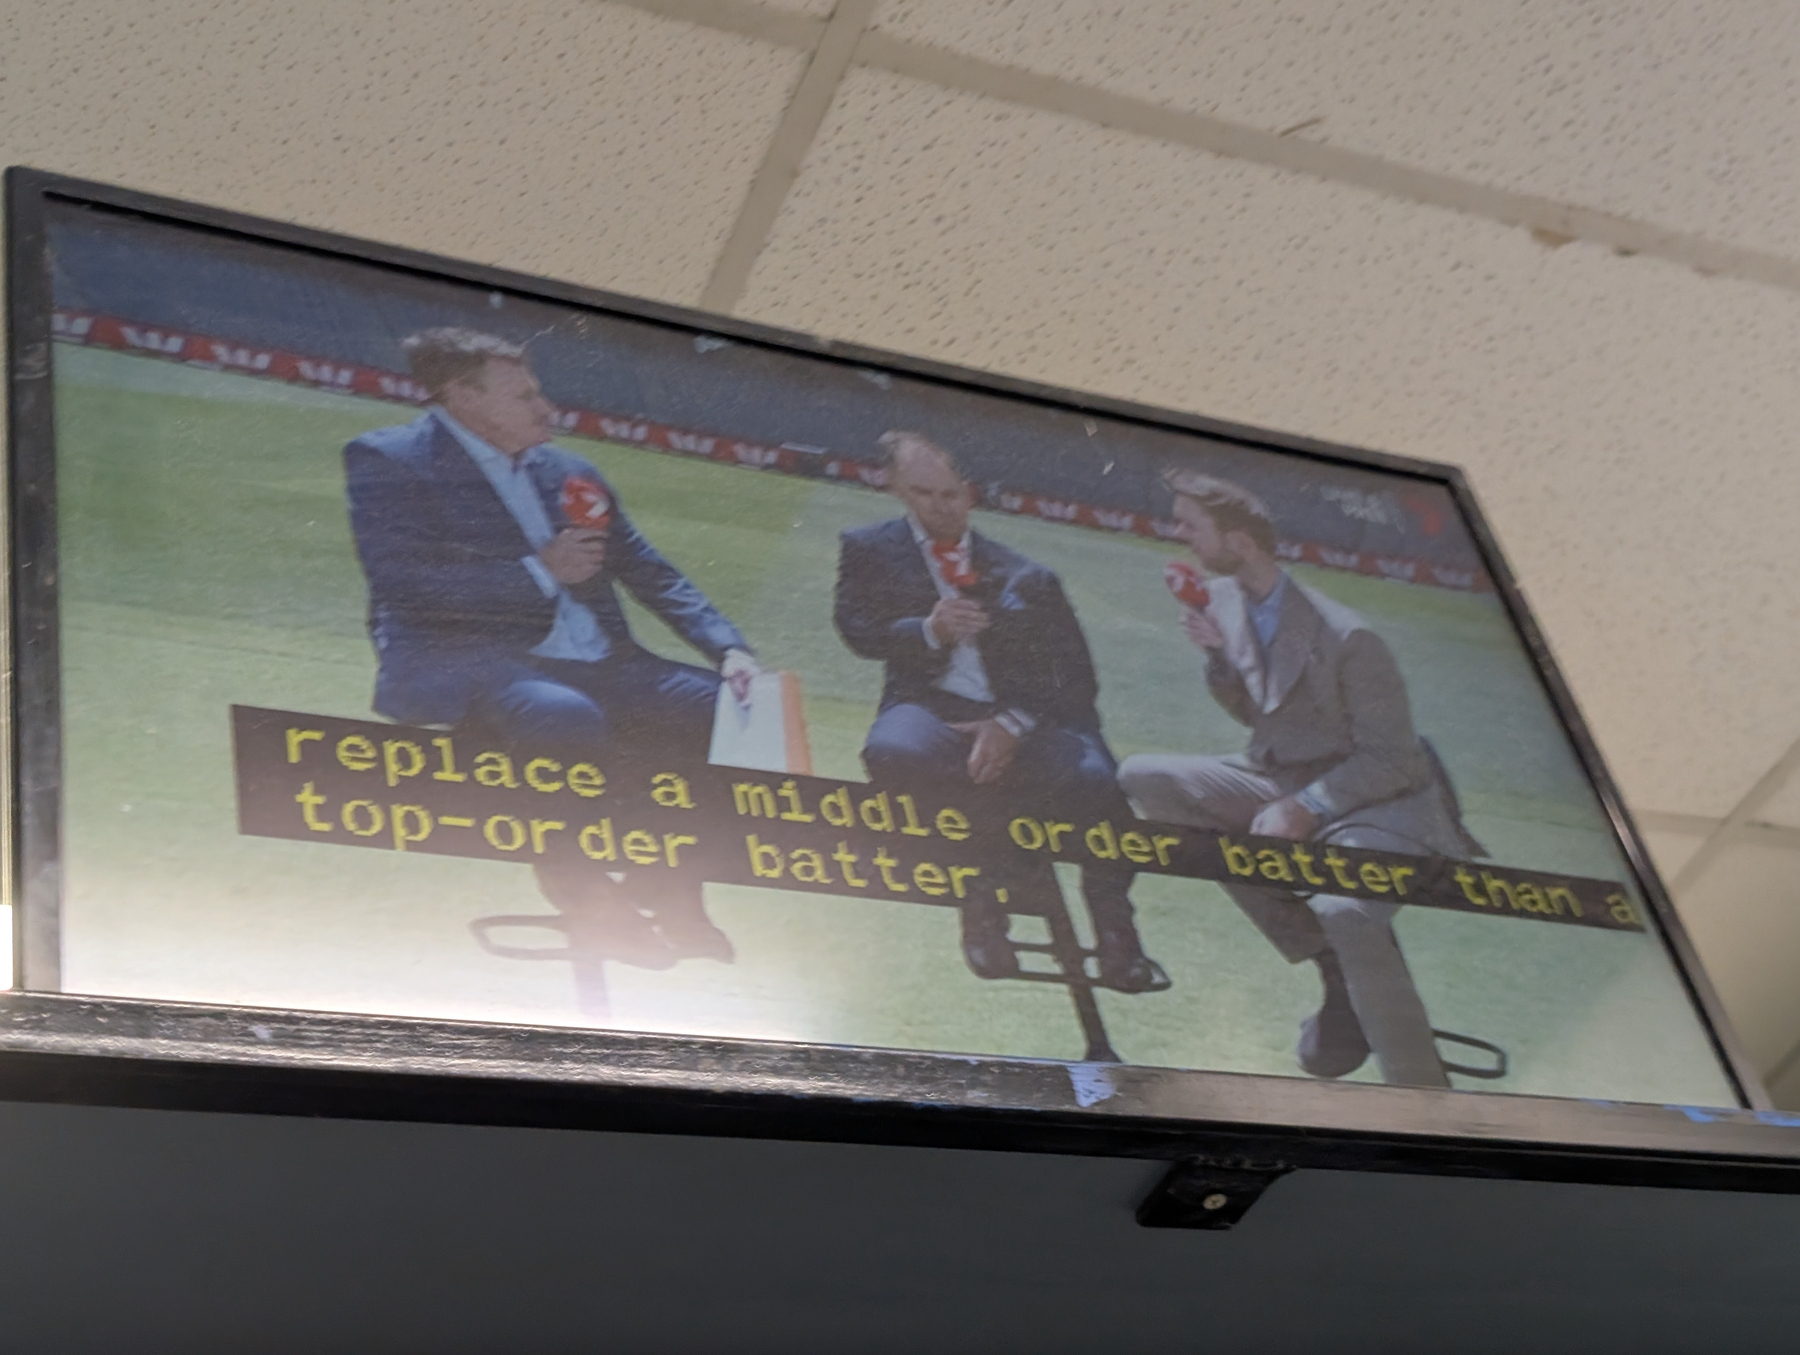 replace a middle order batter than a
top-order batter.